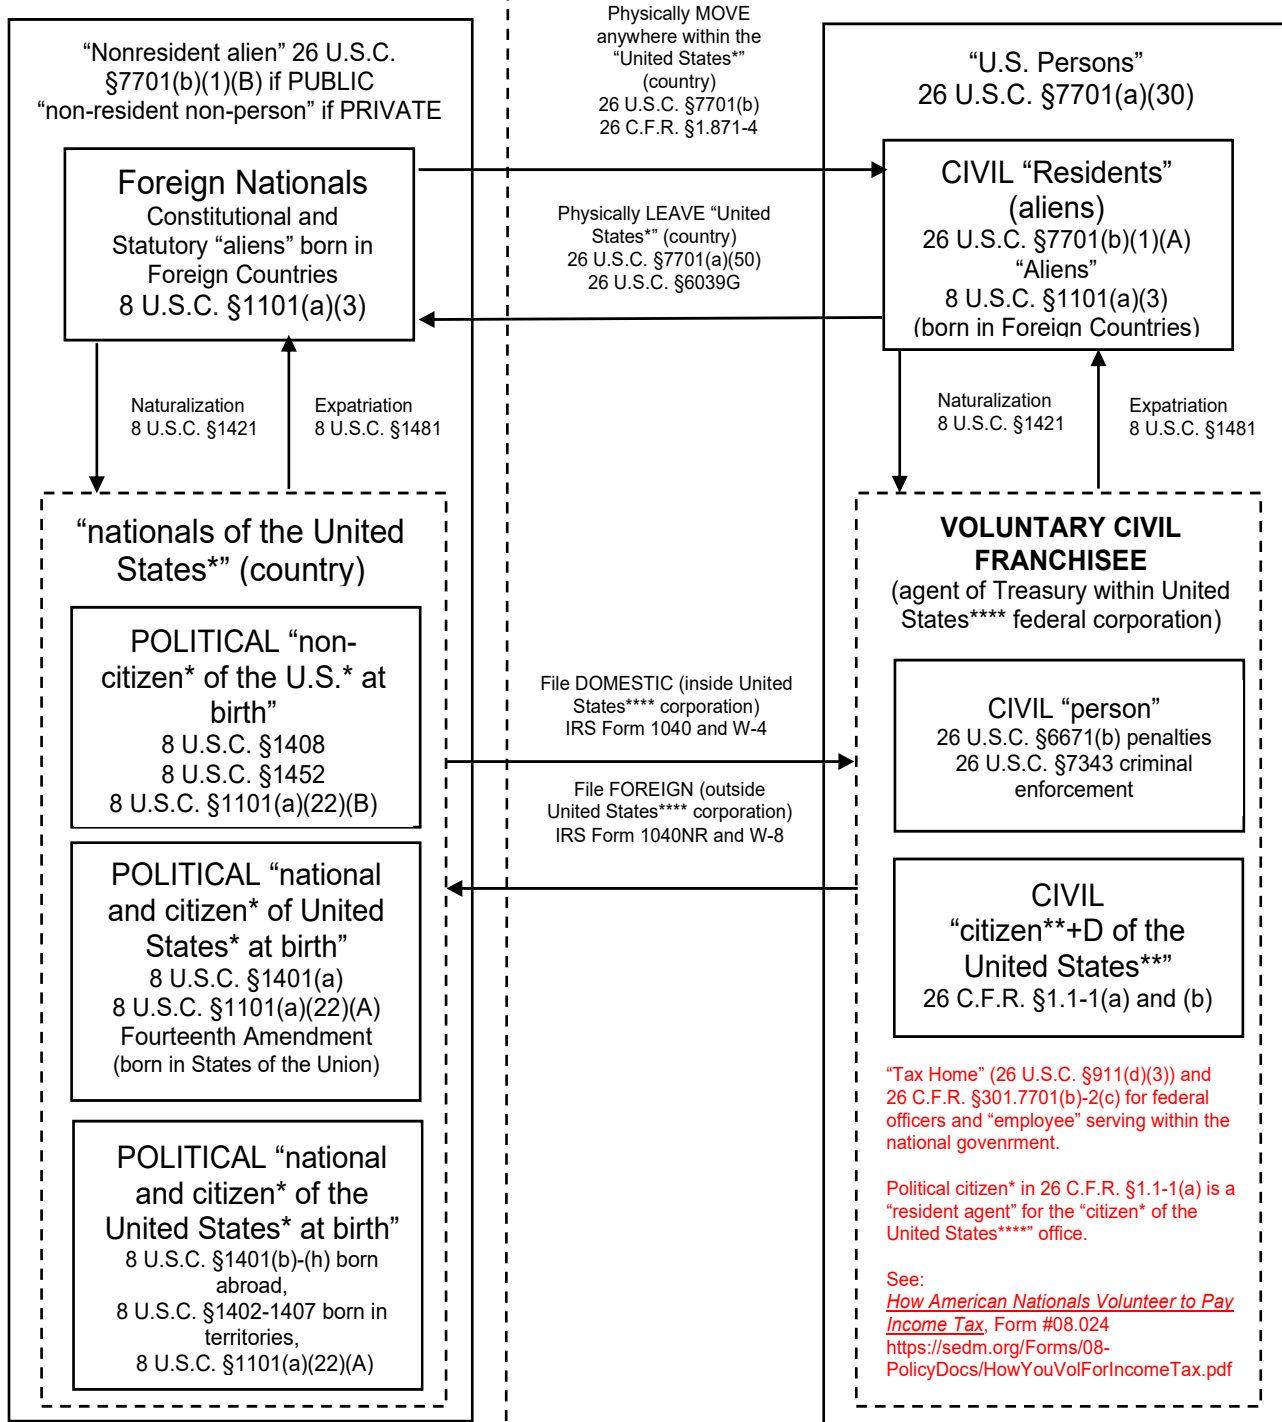 “Nonresident alien” 26 U.S.C.
§7701(b)(1)(B) if PUBLIC
“non-resident non-person” if PRIVATE
Foreign Nationals
Constitutional and
Statutory “aliens” born in
Foreign Countries
8 U.S.C. §1101(a)(3)
Naturalization
8 U.S.C. §1421
Expatriation
8 U.S.C. §1481
“nationals of the United
States*” (country)
POLITICAL “non-
citizen* of the U.S.* at
birth”
8 U.S.C. §1408
8 U.S.C. §1452
8 U.S.C. §1101(a)(22)(B)
POLITICAL “national
and citizen* of United
States* at birth”
8 U.S.C. §1401(a)
8 U.S.C. §1101(a)(22)(A)
Fourteenth Amendment
(born in States of the Union)
POLITICAL “national
and citizen* of the
United States* at birth”
8 U.S.C. §1401(b)-(h) born
abroad,
8 U.S.C. §1402-1407 born in
territories,
8 U.S.C. §1101(a)(22)(A)
Physically MOVE
anywhere within the
“United States*”
(country)
26 U.S.C. §7701(b)
26 C.F.R. §1.871-4
Physically LEAVE “United
States*” (country)
26 U.S.C. §7701(a)(50)
26 U.S.C. §6039G
File DOMESTIC (inside United
States**** corporation)
IRS Form 1040 and W-4
File FOREIGN (outside
United States**** corporation)
IRS Form 1040NR and W-8
“U.S. Persons”
26 U.S.C. §7701(a)(30)
CIVIL “Residents”
(aliens)
26 U.S.C. §7701(b)(1)(A)
“Aliens”
8 U.S.C. §1101(a)(3)
(born in Foreign Countries)
Naturalization
8 U.S.C. §1421
Expatriation
8 U.S.C. §1481
VOLUNTARY CIVIL
FRANCHISEE
(agent of Treasury within United
States**** federal corporation)
CIVIL “person”
26 U.S.C. §6671(b) penalties
26 U.S.C. §7343 criminal
enforcement
CIVIL
“citizen**+D of the
United States**”
26 C.F.R. §1.1-1(a) and (b)
“Tax Home” (26 U.S.C. §911(d)(3)) and
26 C.F.R. §301.7701(b)-2(c) for federal
officers and “employee” serving within the
national govenrment.
Political citizen* in 26 C.F.R. §1.1-1(a) is a
“resident agent” for the “citizen* of the
United States****” office.
See:
How American Nationals Volunteer to Pay
Income Tax, Form #08.024
https://sedm.org/Forms/08-
PolicyDocs/HowYouVolForIncomeTax.pdf